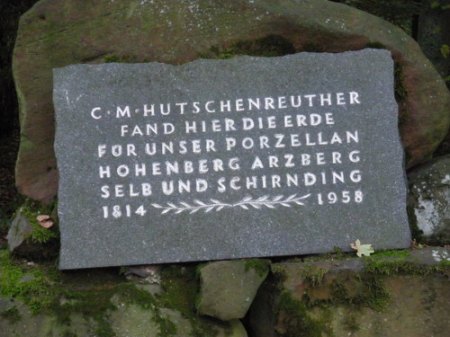 C·M·HUTSCHENREUTHER
FAND HIER DIE ERDE
FÜR UNSER PORZELLAN
HOHENBERG ARZBERG
SELB UND SCHIRNDING
1814 1958